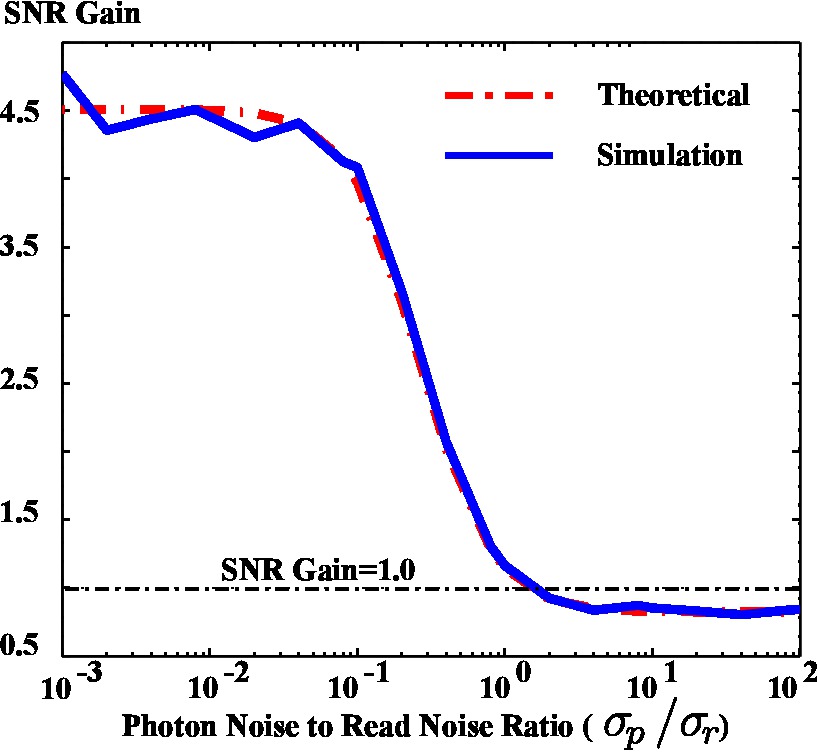 SNR Gain
4.5
3.5
2.5
1.5
0.5
Theoretical
Simulation
SNR Gain=1.0
10^-3 10^-2 10^-1 10^0 10^1 10^2
Photon Noise to Read Noise Ratio ( σp / σr)